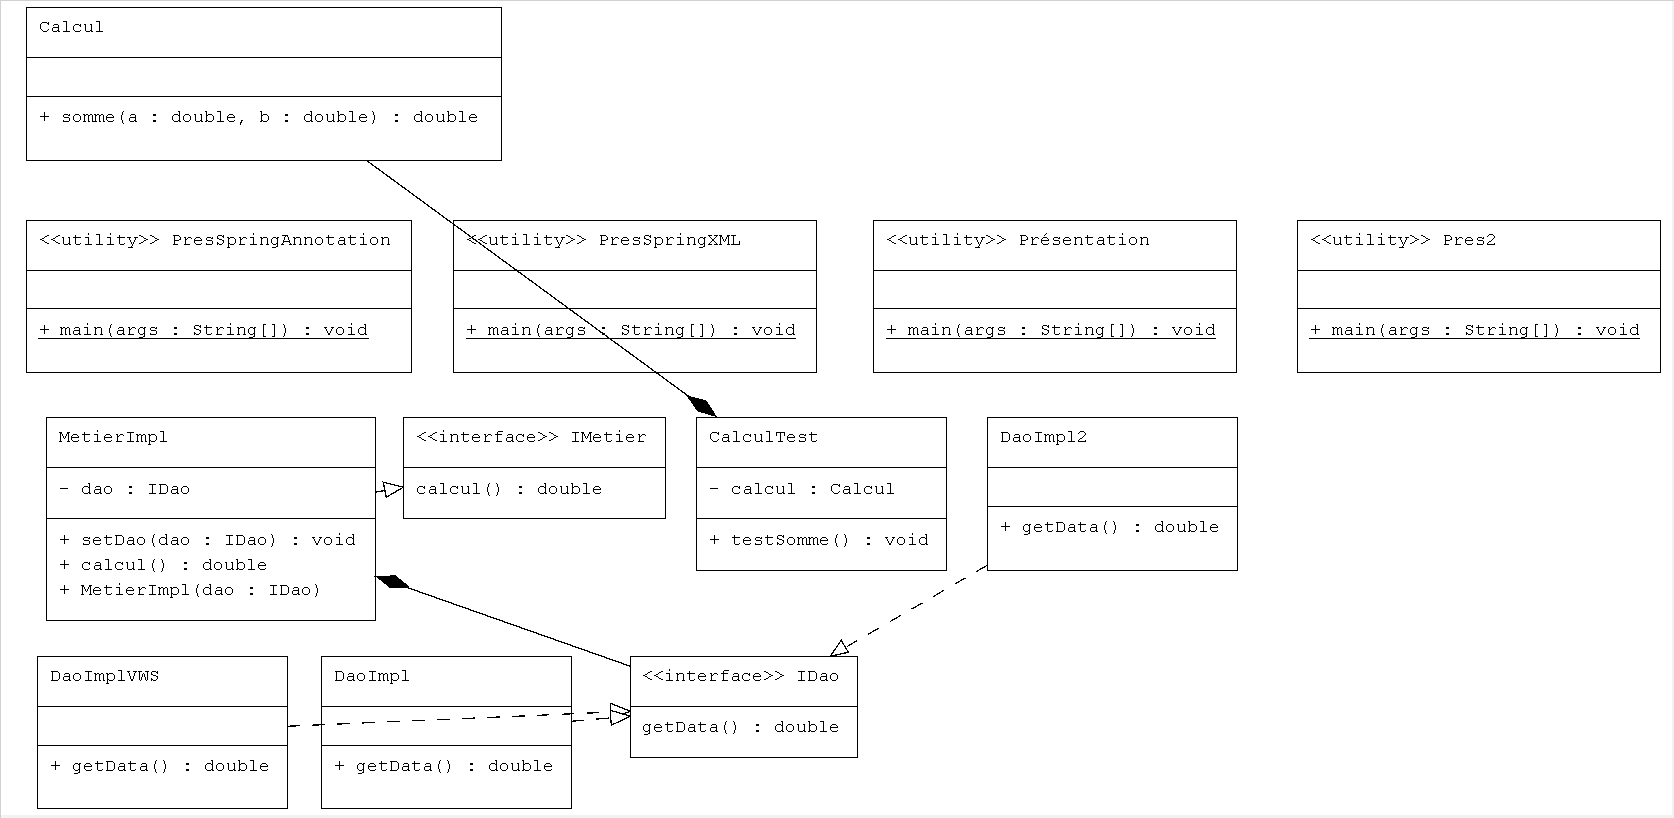 Calcul
+ somme(a : double, b : double) : double
<<utility>> PresSpringAnnotation
+ main(args : String[]) : void
<<utility>> PresSpringXML
+ main(args : String[]) : void
<<utility>> Présentation
+ main(args : String[]) : void
<<utility>> Pres2
+ main(args : String[]) : void
MetierImpl
- dao : IDao
+ setDao(dao : IDao) : void
+ calcul() : double
+ MetierImpl(dao : IDao)
<<interface>> IMetier
calcul() : double
CalculTest
- calcul : Calcul
+ testSomme() : void
DaoImpl2
+ getData() : double
DaoImplVWS
+ getData() : double
DaoImpl
+ getData() : double
<<interface>> IDao
getData() : double